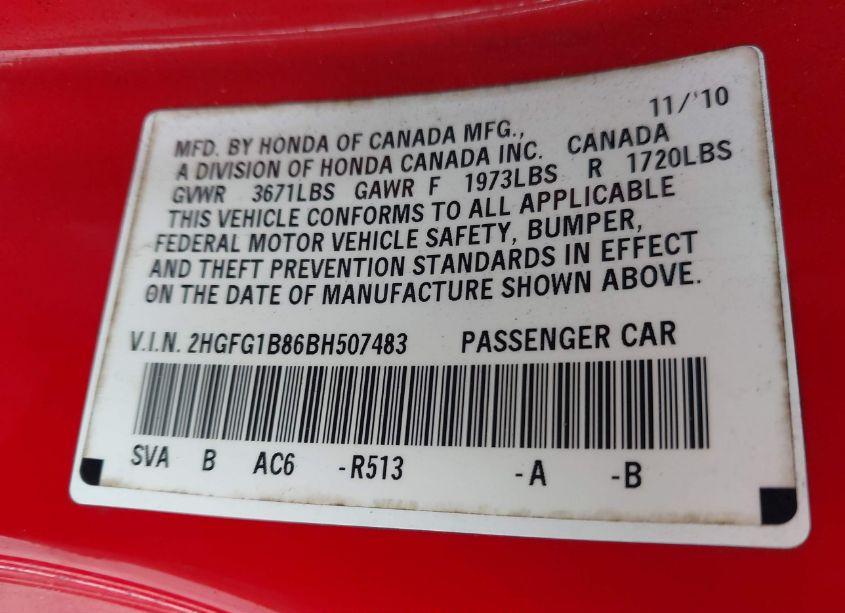 11/'10
MFD. BY HONDA OF CANADA MFG.,
A DIVISION OF HONDA CANADA INC. CANADA
GVWR 3671LBS GAWR F 1973LBS R 1720LBS
THIS VEHICLE CONFORMS TO ALL APPLICABLE
FEDERAL MOTOR VEHICLE SAFETY, BUMPER,
AND THEFT PREVENTION STANDARDS IN EFFECT
ON THE DATE OF MANUFACTURE SHOWN ABOVE.
V.I.N. 2HGFG1B86BH507483 PASSENGER CAR
SVA B AC6 -R513 -A -B